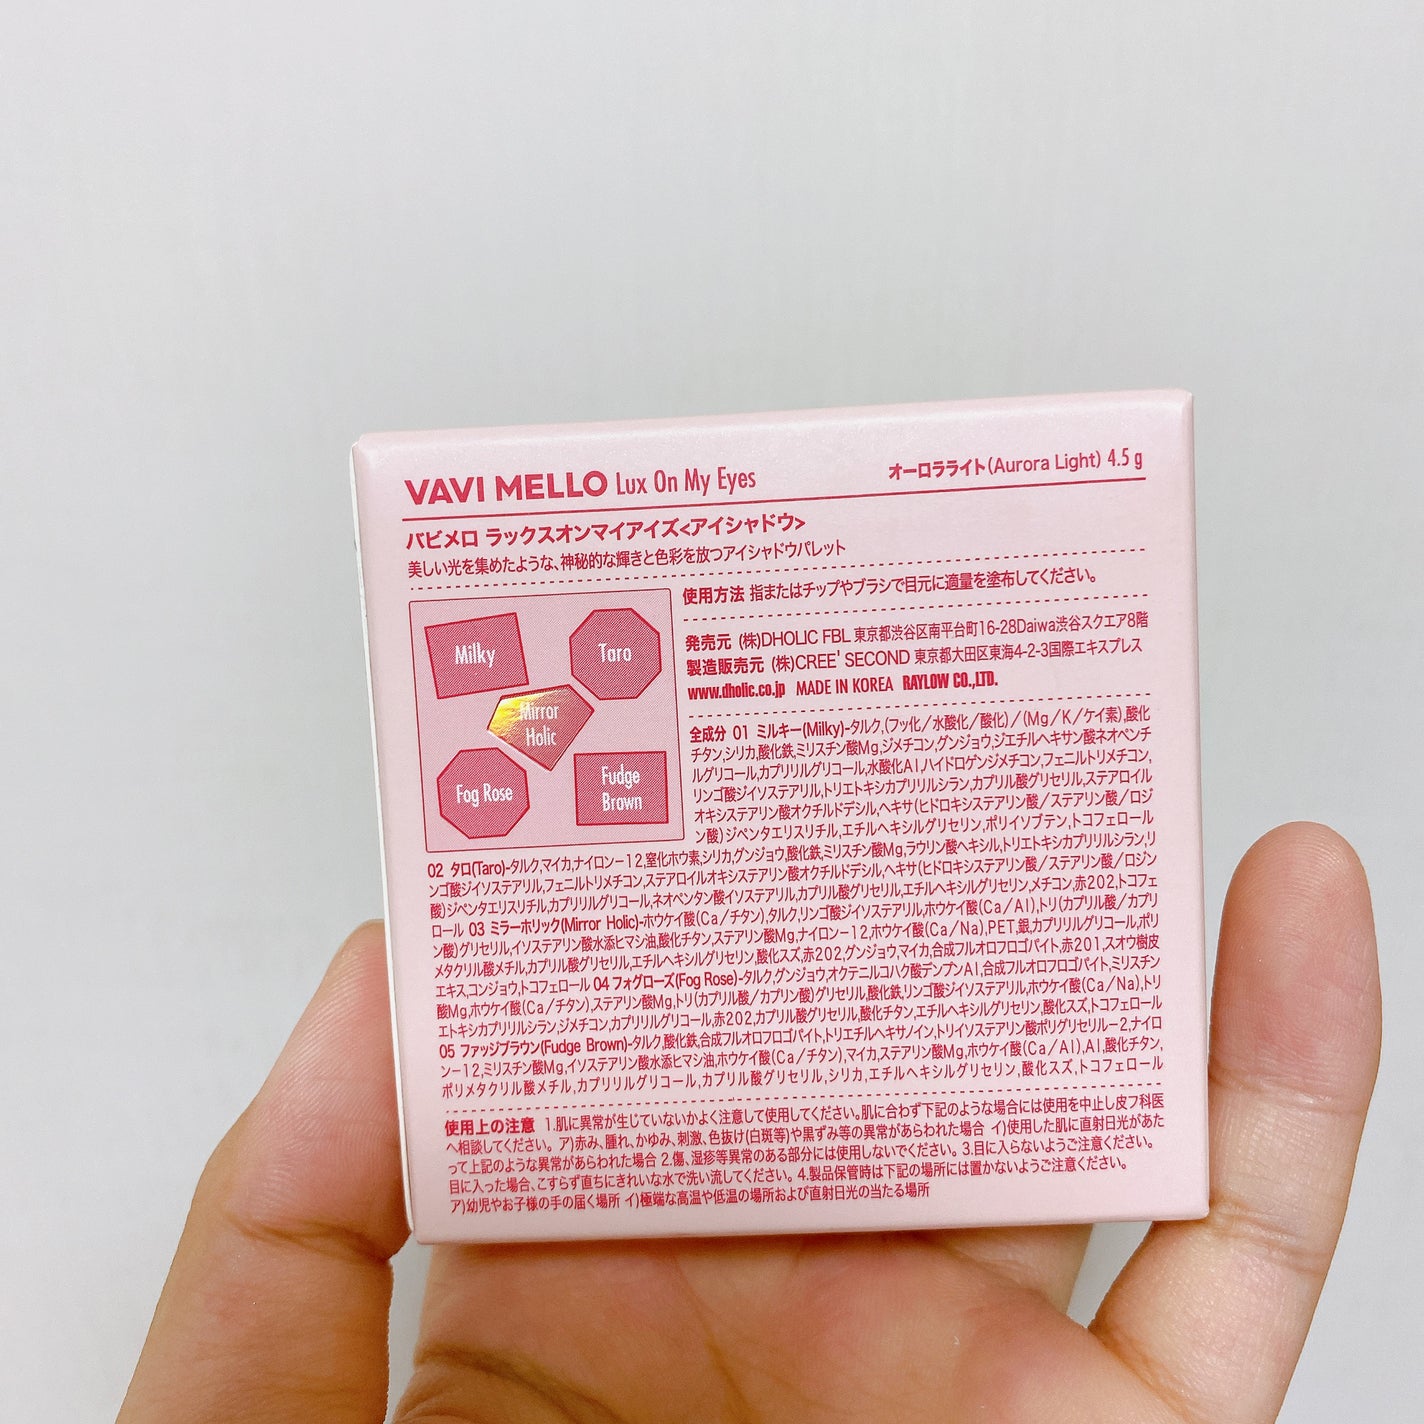 VAVI MELLO Lux On My Eyes
オーロラライト(Aurora Light) 4.5 g
バビメロ ラックスオンマイアイズ<アイシャドウ>
美しい光を集めたような、神秘的な輝きと色彩を放つアイシャドウパレット
Milky
Taro
Mirror
Holic
Fog Rose
Fudge
Brown
使用方法 指またはチップやブラシで目元に適量を塗布してください。
発売元 (株)DHOLIC FBL 東京都渋谷区南平台町16-28Daiwa渋谷スクエア8階
製造販売元 (株)CREE' SECOND 東京都大田区東海4-2-3国際エキスプレス
www.dholic.co.jp MADE IN KOREA RAYLOW CO.,LTD.
全成分 01 ミルキー(Milky)-タルク,(フッ化/水酸化/酸化)/(Mg/K/ケイ素),酸化
チタン,シリカ,酸化鉄,ミリスチン酸Mg,ジメチコン,グンジョウ,ジエチルヘキサン酸ネオペンチ
ルグリコール,カプリリルグリコール,水酸化Al,ハイドロゲンジメチコン,フェニルトリメチコン,
リンゴ酸ジイソステアリル,トリエトキシカプリリルシラン,カプリル酸グリセリル,ステアロイル
オキシステアリン酸オクチルドデシル,ヘキサ(ヒドロキシステアリン酸/ステアリン酸/ロジ
ン酸)ジペンタエリスリチル,エチルヘキシルグリセリン,ポリイソブテン,トコフェロール
02 タロ(Taro)-タルク,マイカ,ナイロン-12,窒化ホウ素,シリカ,グンジョウ,酸化鉄,ミリスチン酸Mg,ラウリン酸ヘキシル,トリエトキシカプリリルシラン,リ
ンゴ酸ジイソステアリル,フェニルトリメチコン,ステアロイルオキシステアリン酸オクチルドデシル,ヘキサ(ヒドロキシステアリン酸/ステアリン酸/ロジン
酸)ジペンタエリスリチル,カプリリルグリコール,ネオペンタン酸イソステアリル,カプリル酸グリセリル,エチルヘキシルグリセリン,メチコン,赤202,トコフェ
ロール 03 ミラーホリック(Mirror Holic)-ホウケイ酸(Ca/チタン),タルク,リンゴ酸ジイソステアリル,ホウケイ酸(Ca/Al),トリ(カプリル酸/カプリ
ン酸)グリセリル,イソステアリン酸水添ヒマシ油,酸化チタン,ステアリン酸Mg,ナイロン-12,ホウケイ酸(Ca/Na),PET,銀,カプリリルグリコール,ポリ
メタクリル酸メチル,カプリル酸グリセリル,エチルヘキシルグリセリン,酸化スズ,赤202,グンジョウ,マイカ,合成フルオロフロゴパイト,赤201,スオウ樹皮
エキス,コンジョウ,トコフェロール 04 フォグローズ(Fog Rose)-タルク,グンジョウ,オクテニルコハク酸デンプンAl,合成フルオロフロゴパイト,ミリスチン
酸Mg,ホウケイ酸(Ca/チタン),ステアリン酸Mg,トリ(カプリル酸/カプリン酸)グリセリル,酸化鉄,リンゴ酸ジイソステアリル,ホウケイ酸(Ca/Na),トリ
エトキシカプリリルシラン,ジメチコン,カプリリルグリコール,赤202,カプリル酸グリセリル,酸化チタン,エチルヘキシルグリセリン,酸化スズ,トコフェロール
05 ファッジブラウン(Fudge Brown)-タルク,酸化鉄,合成フルオロフロゴパイト,トリエチルヘキサノイン,トリイソステアリン酸ポリグリセリル-2,ナイロ
ン-12,ミリスチン酸Mg,イソステアリン酸水添ヒマシ油,ホウケイ酸(Ca/チタン),マイカ,ステアリン酸Mg,ホウケイ酸(Ca/Al),Al,酸化チタン,
ポリメタクリル酸メチル,カプリリルグリコール,カプリル酸グリセリル,シリカ,エチルヘキシルグリセリン,酸化スズ,トコフェロール
使用上の注意 1.肌に異常が生じていないかよく注意して使用してください。肌に合わず下記のような場合には使用を中止し皮フ科医
へ相談してください。 ア)赤み、腫れ、かゆみ、刺激、色抜け(白斑等)や黒ずみ等の異常があらわれた場合 イ)使用した肌に直射日光があた
って上記のような異常があらわれた場合 2.傷、湿疹等異常のある部分には使用しないでください。 3.目に入らないようご注意ください。
目に入った場合、こすらず直ちにきれいな水で洗い流してください。 4.製品保管時は下記の場所には置かないようご注意ください。
ア)幼児やお子様の手の届く場所 イ)極端な高温や低温の場所および直射日光の当たる場所